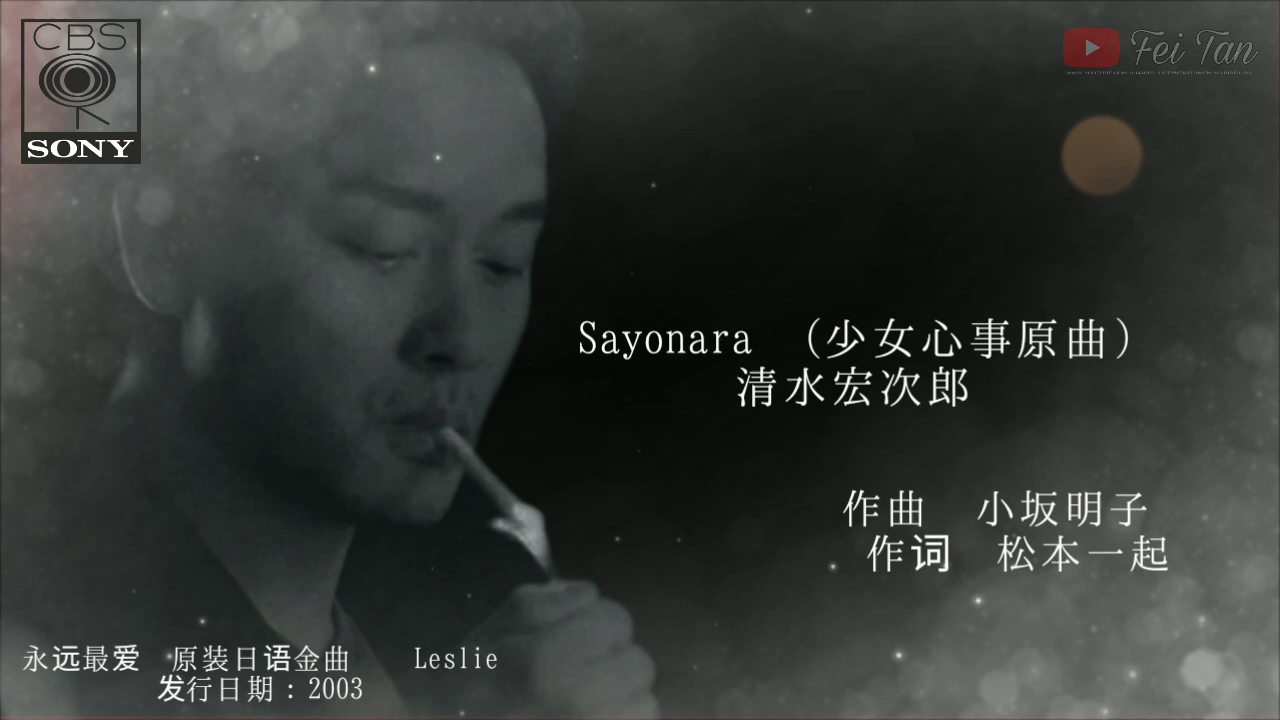 CBS
SONY
Fei Tan
Sayonara （少女心事原曲）
清水宏次郎
作曲 小坂明子
作词 松本一起
永远最爱 原装日语金曲 Leslie
发行日期：2003